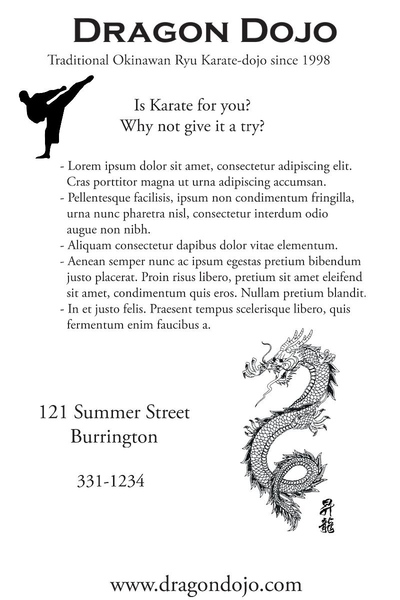 DRAGON DOJO
Traditional Okinawan Ryu Karate-dojo since 1998
Is Karate for you?
Why not give it a try?
- Lorem ipsum dolor sit amet, consectetur adipiscing elit.
Cras porttitor magna ut urna adipiscing accumsan.
- Pellentesque facilisis, ipsum non condimentum fringilla,
urna nunc pharetra nisl, consectetur interdum odio
augue non nibh.
- Aliquam consectetur dapibus dolor vitae elementum.
- Aenean semper nunc ac ipsum egestas pretium bibendum
justo placerat. Proin risus libero, pretium sit amet eleifend
sit amet, condimentum quis eros. Nullam pretium blandit.
- In et justo felis. Praesent tempus scelerisque libero, quis
fermentum enim faucibus a.
121 Summer Street
Burrington
331-1234
昇龍
www.dragondojo.com